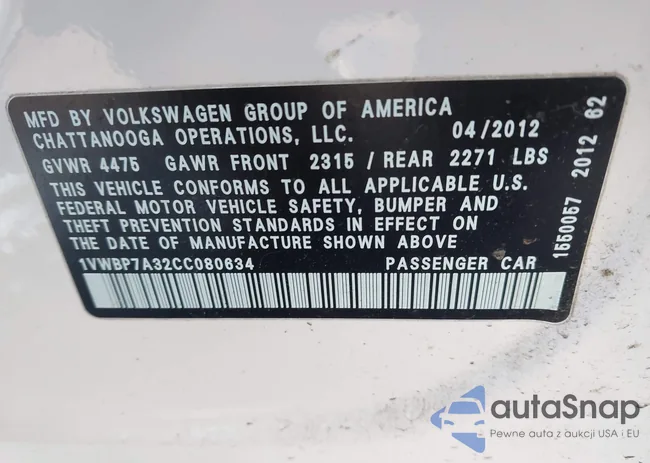 MFD BY VOLKSWAGEN GROUP OF AMERICA
CHATTANOOGA OPERATIONS, LLC. 04/2012
GVWR 4475 GAWR FRONT 2315 / REAR 2271 LBS
THIS VEHICLE CONFORMS TO ALL APPLICABLE U.S.
FEDERAL MOTOR VEHICLE SAFETY, BUMPER AND
THEFT PREVENTION STANDARDS IN EFFECT ON
THE DATE OF MANUFACTURE SHOWN ABOVE
1VWBP7A32CC080634 PASSENGER CAR
1550057 2012 62
autaSnap
Pewne auta z aukcji USA i EU